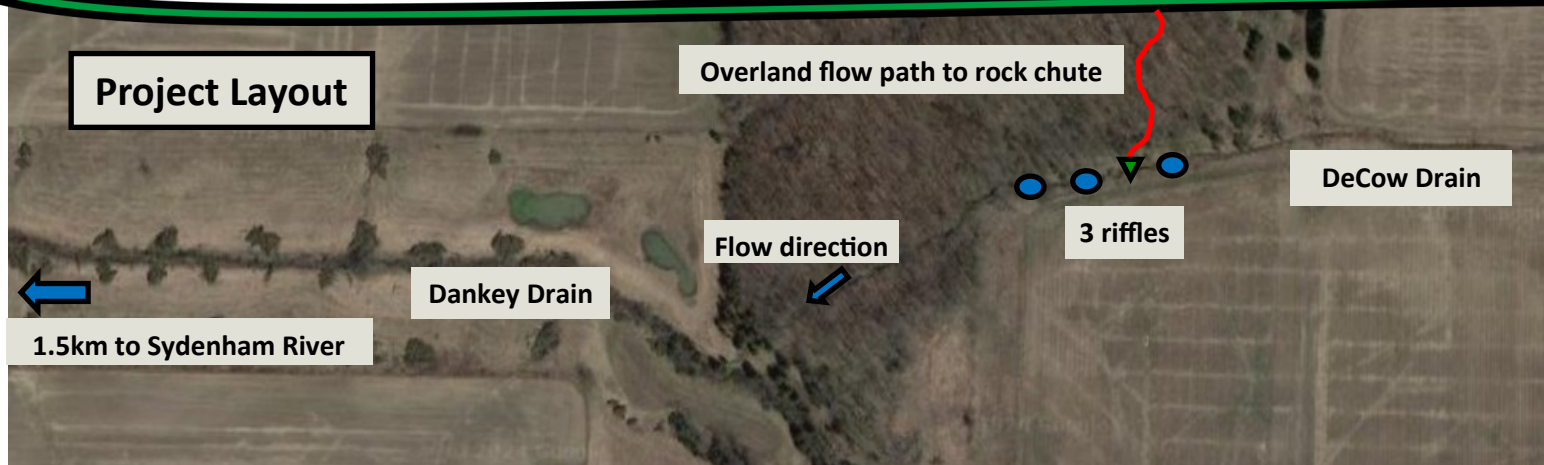 Project Layout
Overland flow path to rock chute
DeCow Drain
3 riffles
Flow direction
Dankey Drain
1.5km to Sydenham River